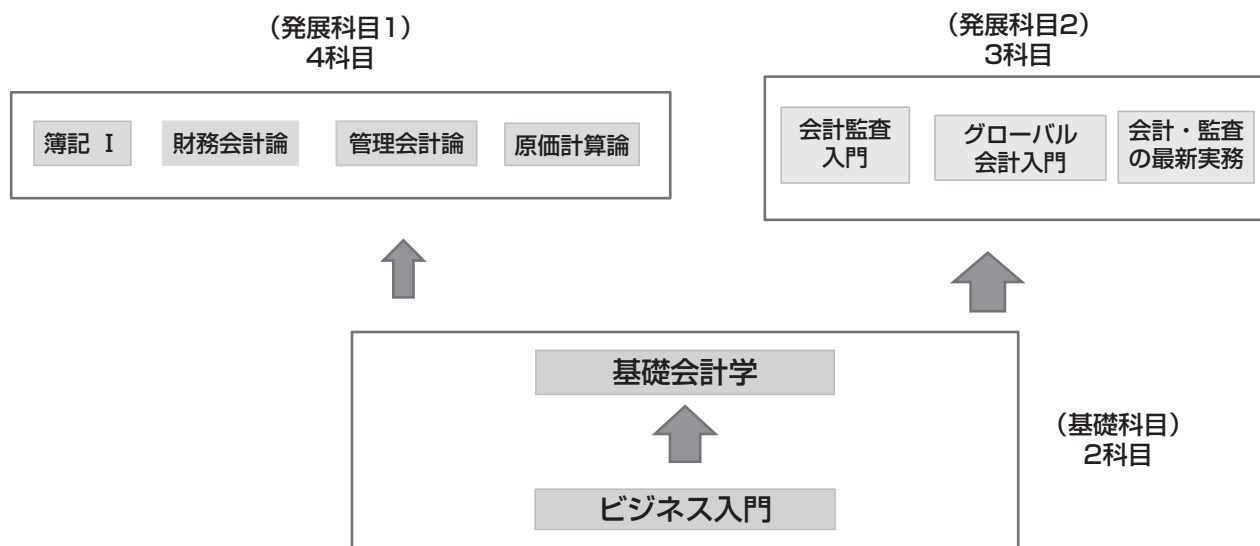 （発展科目1）
4科目
簿記 Ⅰ
財務会計論
管理会計論
原価計算論
（発展科目2）
3科目
会計監査
入門
グローバル
会計入門
会計・監査
の最新実務
基礎会計学
ビジネス入門
（基礎科目）
2科目